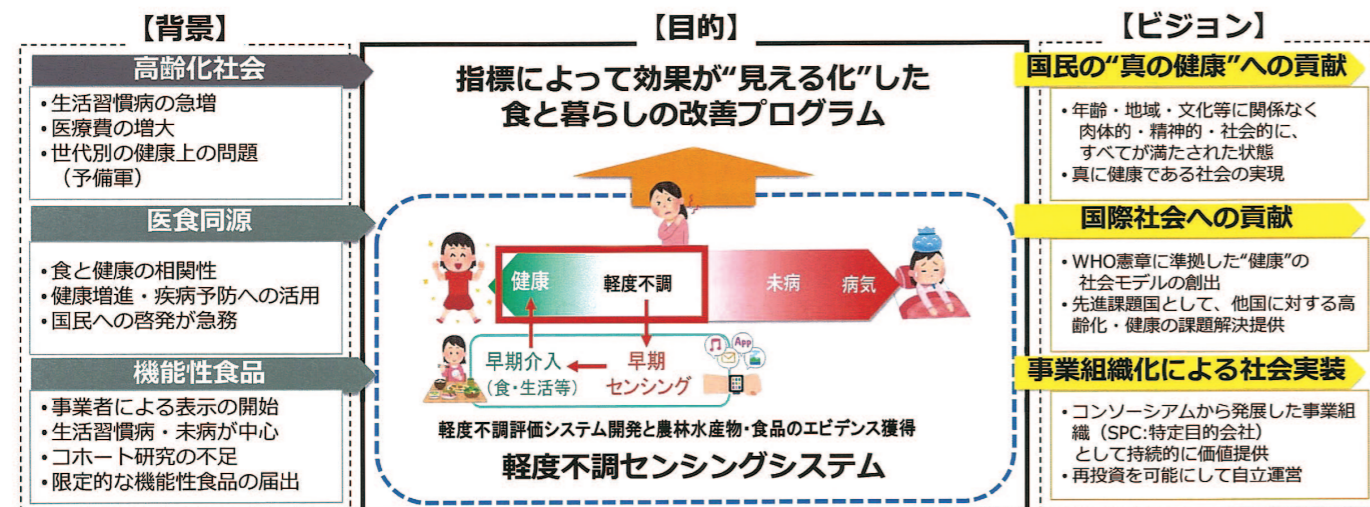 【背景】
高齢化社会
・生活習慣病の急増
・医療費の増大
・世代別の健康上の問題
（予備軍）
医食同源
・食と健康の相関性
・健康増進・疾病予防への活用
・国民への啓発が急務
機能性食品
・事業者による表示の開始
・生活習慣病・未病が中心
・コホート研究の不足
・限定的な機能性食品の届出
【目的】
指標によって効果が“見える化”した
食と暮らしの改善プログラム
健康
軽度不調
未病
病気
早期介入
（食・生活等）
早期
センシング
App
軽度不調評価システム開発と農林水産物・食品のエビデンス獲得
軽度不調センシングシステム
【ビジョン】
国民の“真の健康”への貢献
・年齢・地域・文化等に関係なく
肉体的・精神的・社会的に、
すべてが満たされた状態
・真に健康である社会の実現
国際社会への貢献
・WHO憲章に準拠した“健康”の
社会モデルの創出
・先進課題国として、他国に対する高
齢化・健康の課題解決提供
事業組織化による社会実装
・コンソーシアムから発展した事業組
織（SPC:特定目的会社）
として持続的に価値提供
・再投資を可能にして自立運営